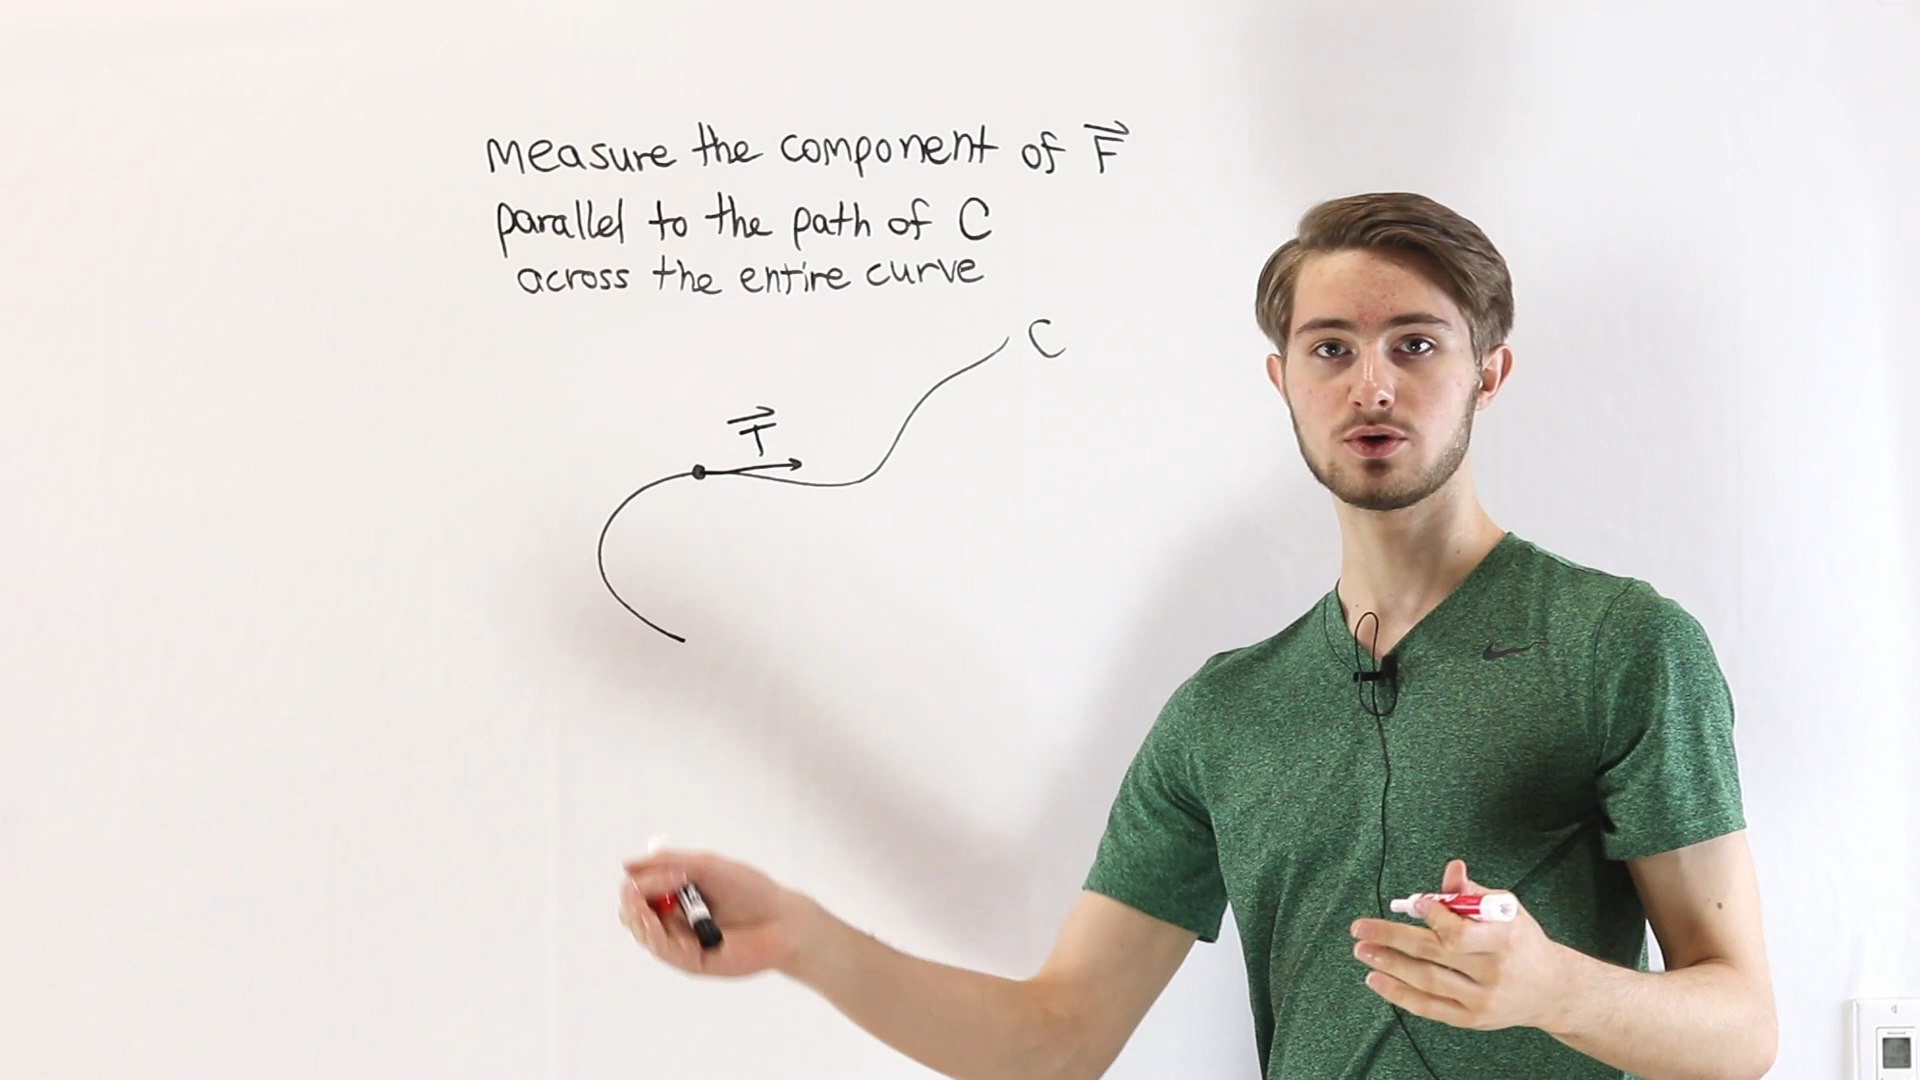 measure the component of F⃗
parallel to the path of C
across the entire curve
C
T⃗